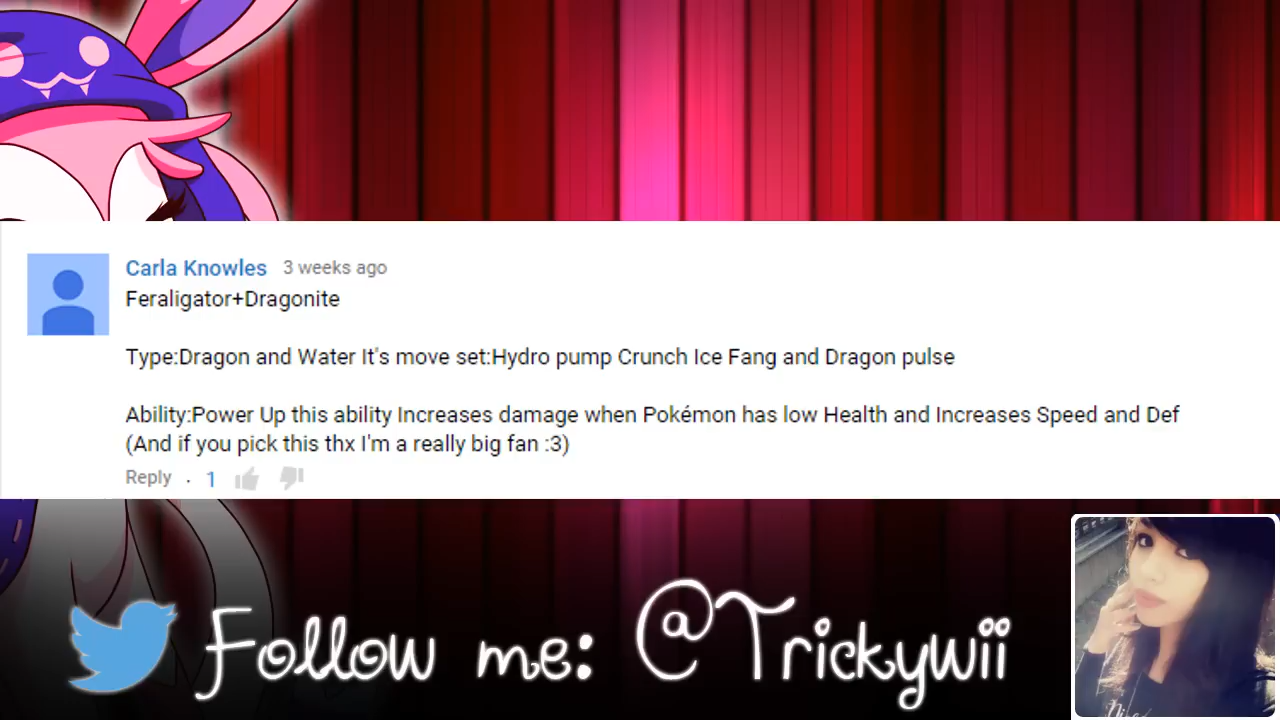 Carla Knowles 3 weeks ago
Feraligator+Dragonite
Type:Dragon and Water It's move set:Hydro pump Crunch Ice Fang and Dragon pulse
Ability:Power Up this ability Increases damage when Pokémon has low Health and Increases Speed and Def
(And if you pick this thx I'm a really big fan :3)
Reply · 1
Follow me: @Trickywii